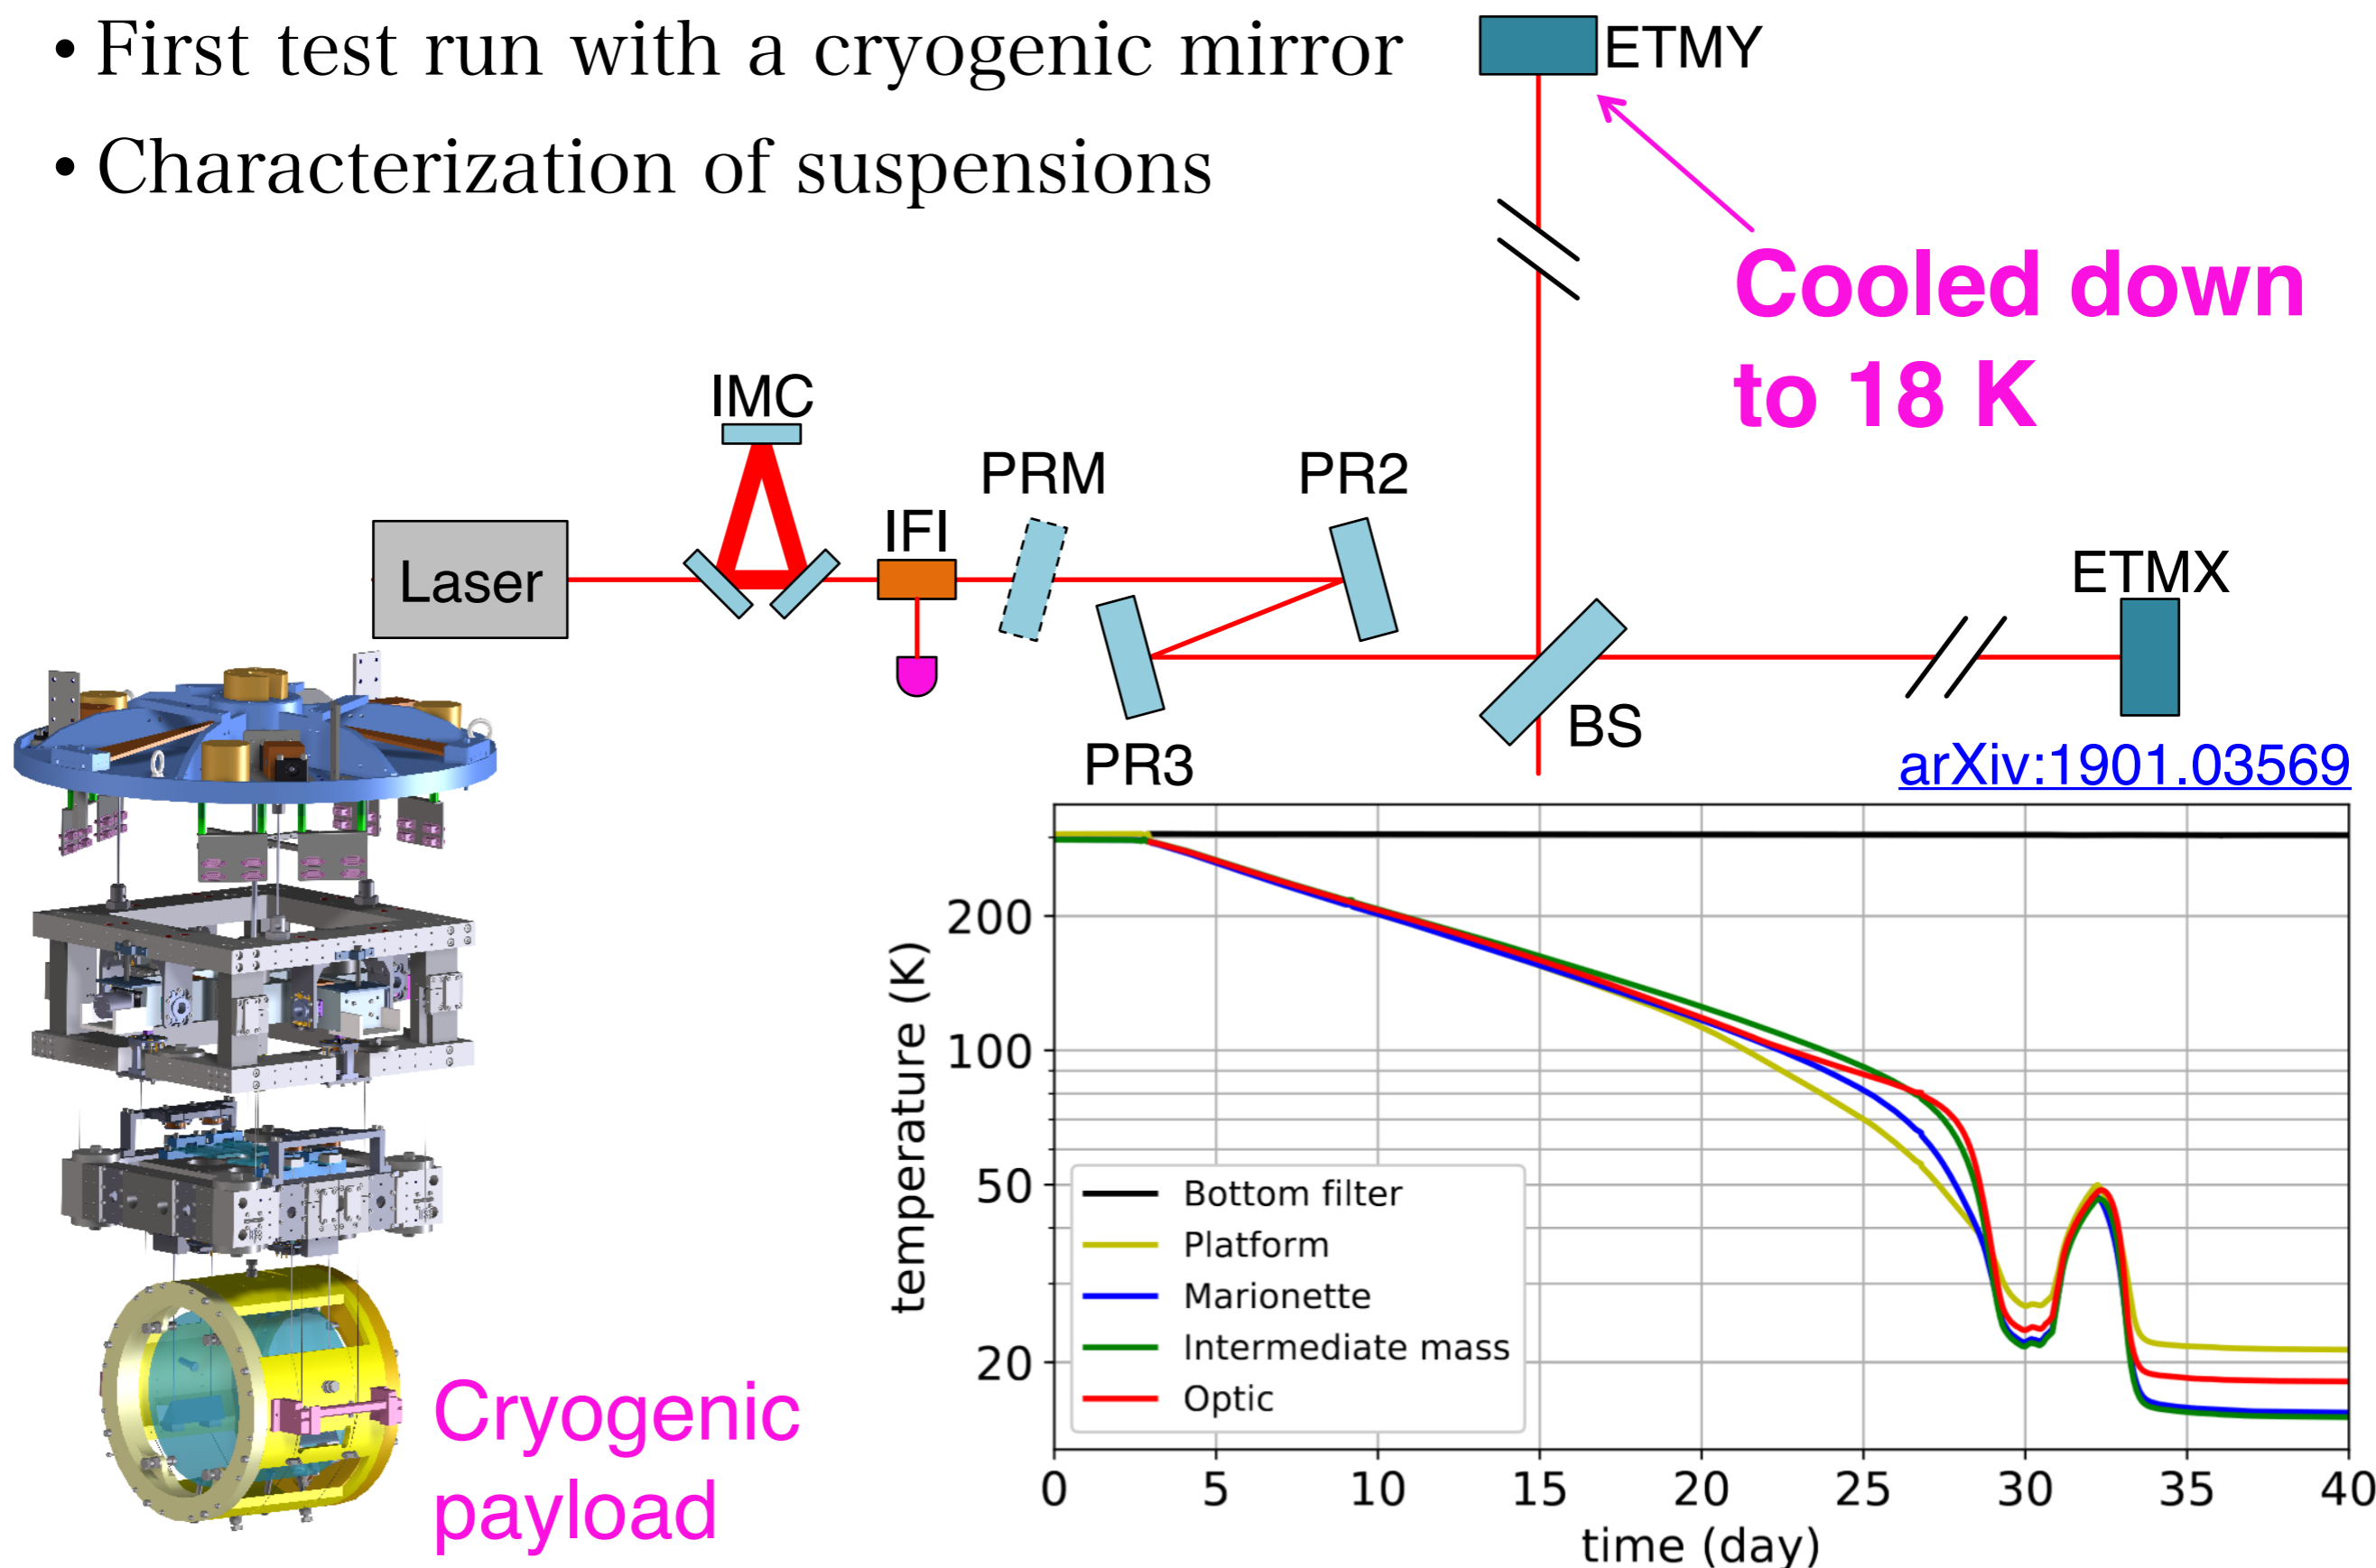 • First test run with a cryogenic mirror
• Characterization of suspensions
ETMY
Cooled down
to 18 K
IMC
PRM
PR2
IFI
Laser
ETMX
BS
PR3
arXiv:1901.03569
Cryogenic
payload
temperature (K)
200
100
50
20
Bottom filter
Platform
Marionette
Intermediate mass
Optic
0 5 10 15 20 25 30 35 40
time (day)